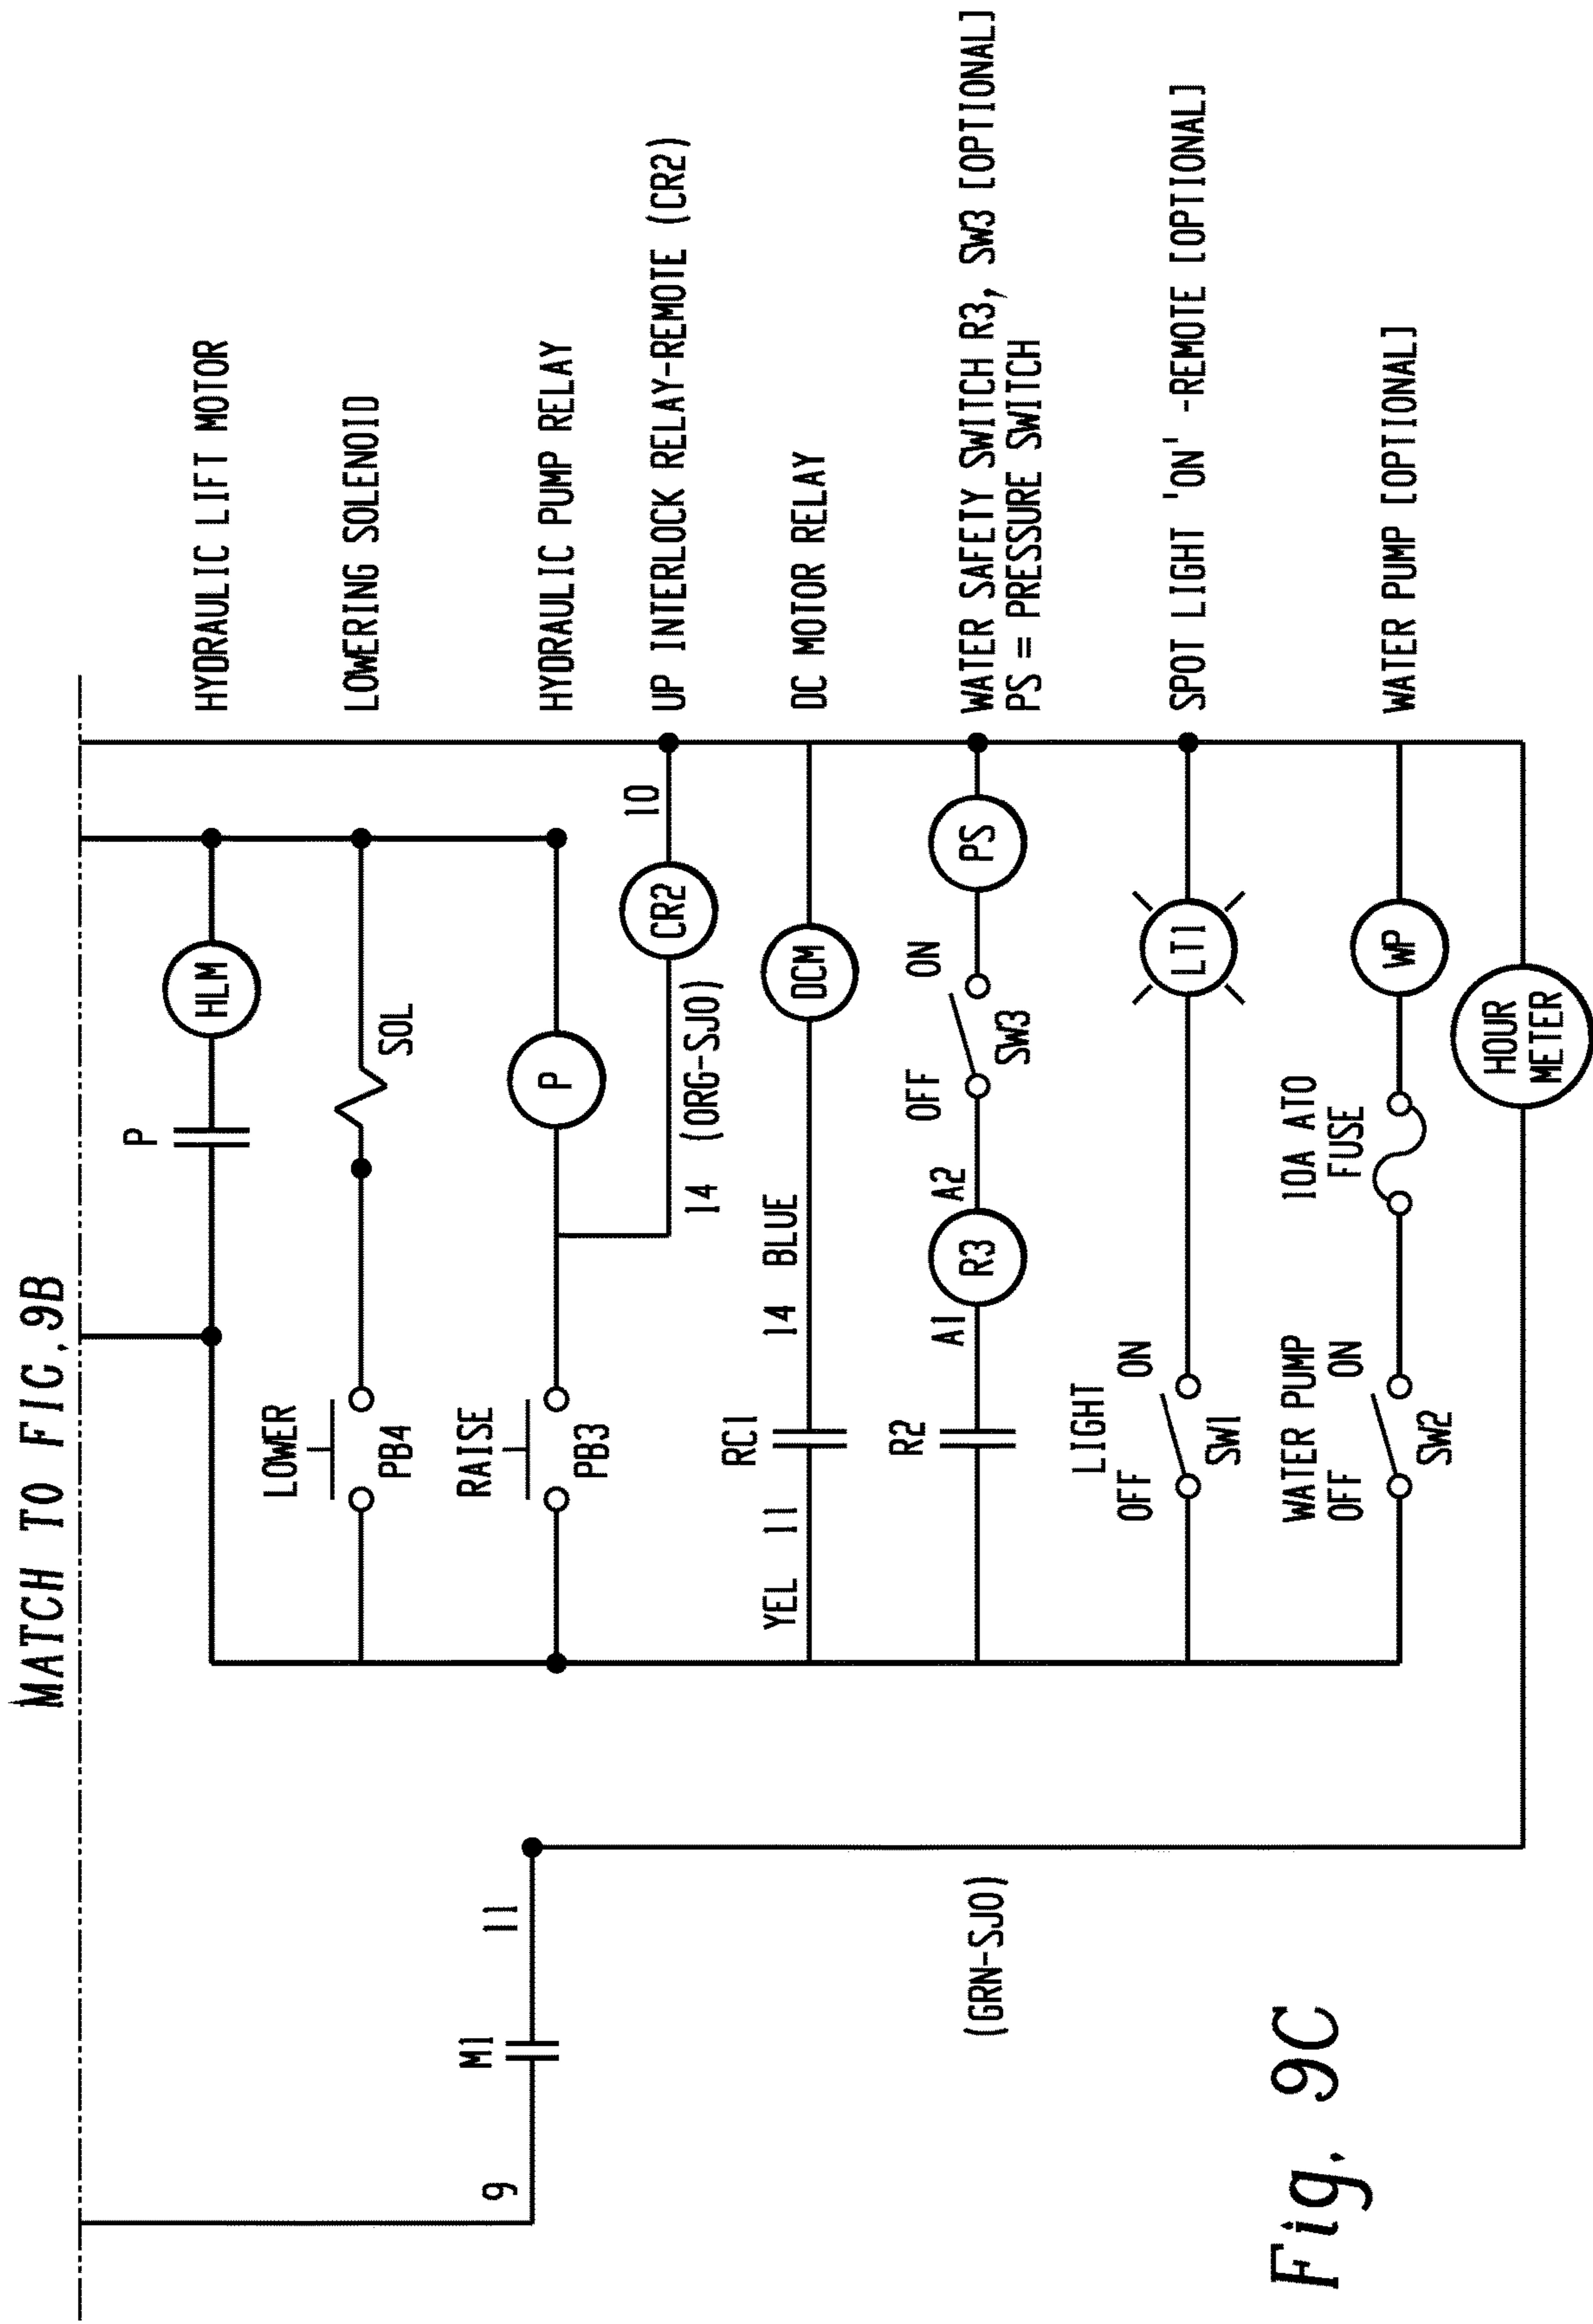 MATCH TO FIG. 9B
P
HLM
HYDRAULIC LIFT MOTOR
LOWER
PB4
SOL
LOWERING SOLENOID
RAISE
PB3
P
HYDRAULIC PUMP RELAY
14 (ORG-SJO)
CR2
10
UP INTERLOCK RELAY-REMOTE (CR2)
9
M1
11
YEL 11
RC1
14 BLUE
DCM
DC MOTOR RELAY
R2
A1
R3
A2
OFF
ON
SW3
PS
WATER SAFETY SWITCH R3, SW3 [OPTIONAL]
PS = PRESSURE SWITCH
(GRN-SJO)
LIGHT
OFF
ON
SW1
LT1
SPOT LIGHT 'ON' -REMOTE [OPTIONAL]
WATER PUMP
OFF
ON
SW2
10A ATO
FUSE
WP
WATER PUMP [OPTIONAL]
HOUR
METER
Fig. 9C